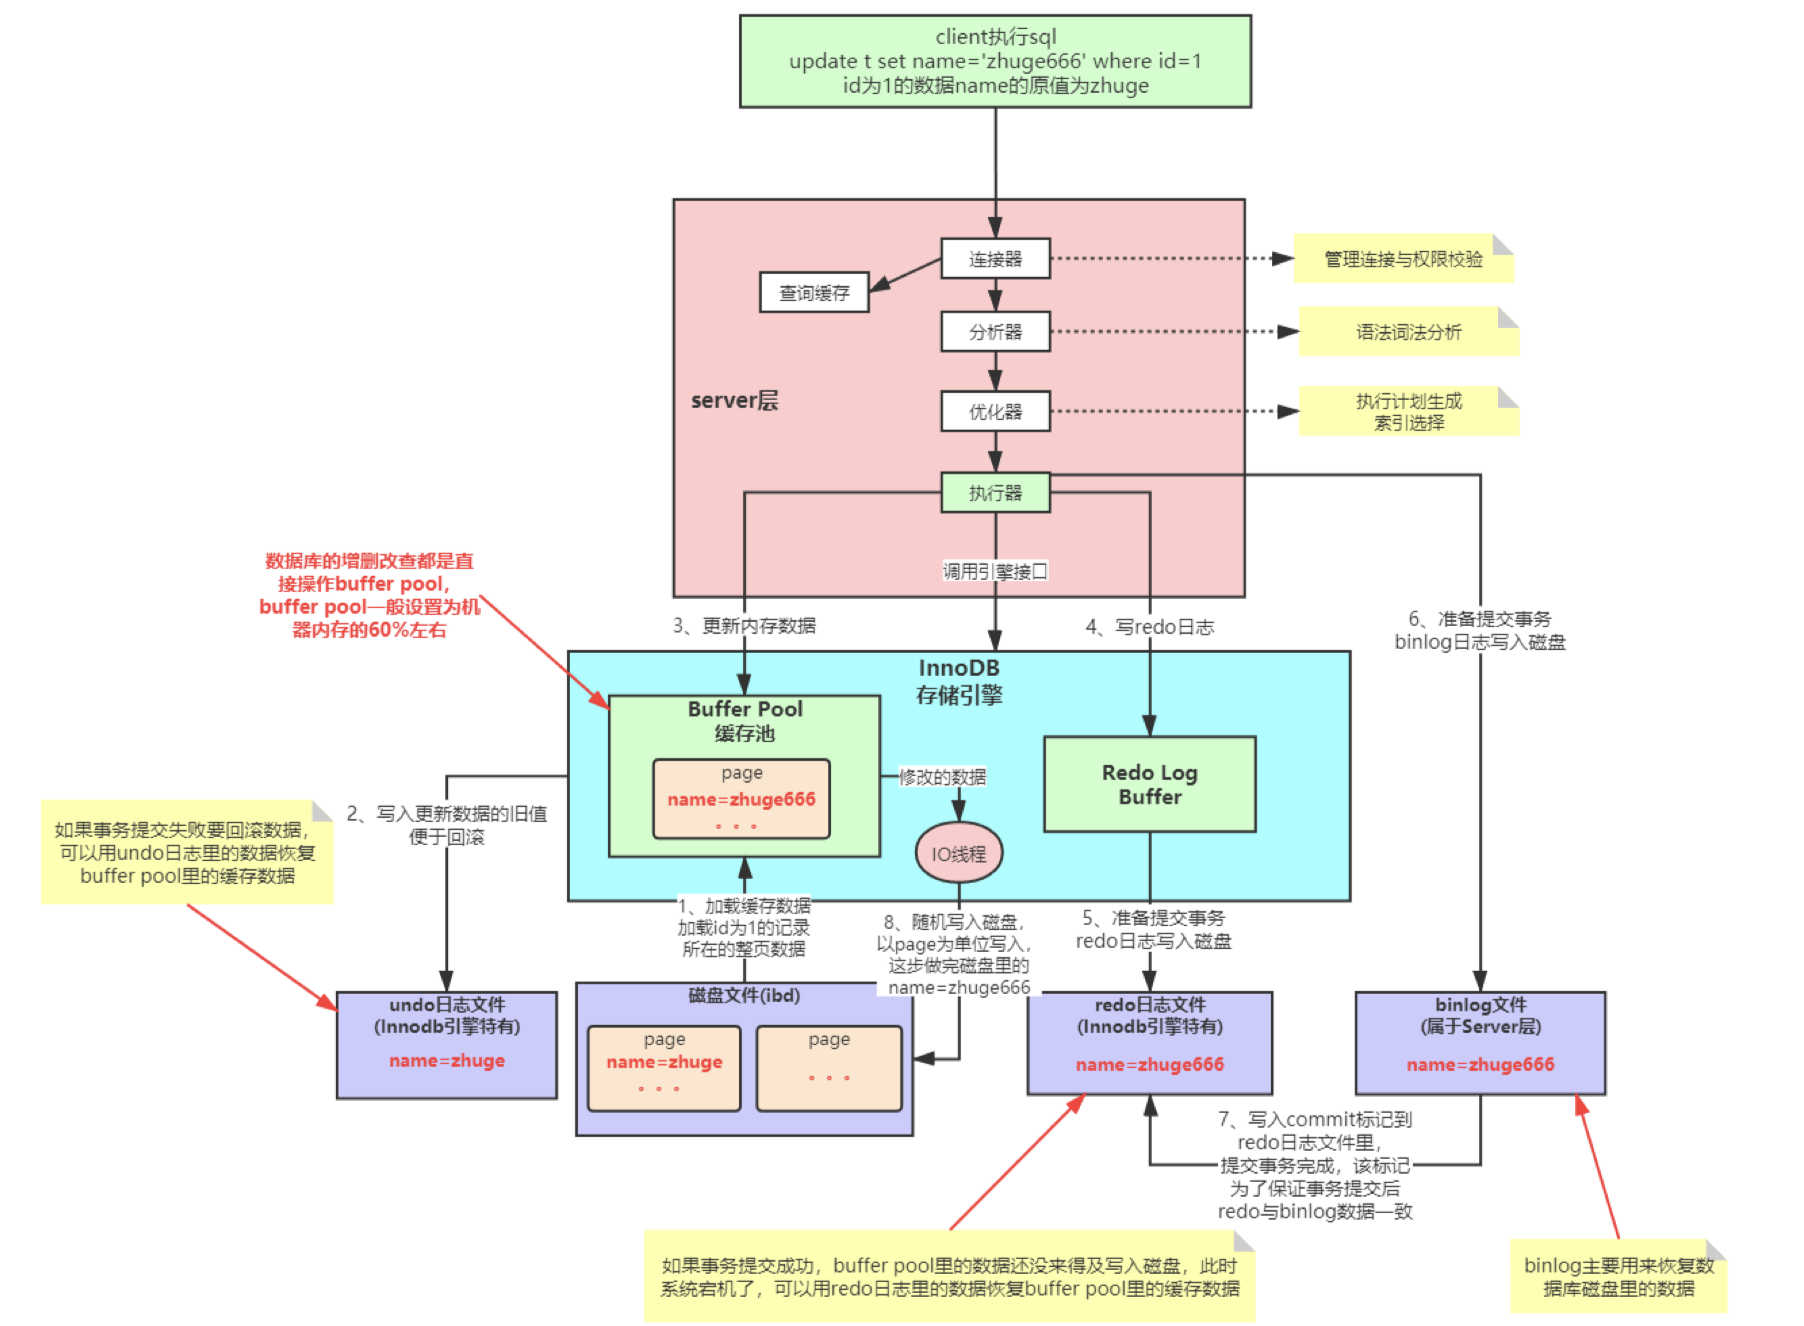 client执行sql
update t set name='zhuge666' where id=1
id为1的数据name的原值为zhuge
连接器
管理连接与权限校验
查询缓存
分析器
语法词法分析
server层
优化器
执行计划生成
索引选择
执行器
数据库的增删改查都是直
接操作buffer pool，
buffer pool一般设置为机
器内存的60%左右
调用引擎接口
3、更新内存数据
4、写redo日志
6、准备提交事务
binlog日志写入磁盘
InnoDB
存储引擎
Buffer Pool
缓存池
page
name=zhuge666
。。。
修改的数据
Redo Log
Buffer
IO线程
2、写入更新数据的旧值
便于回滚
如果事务提交失败要回滚数据，
可以用undo日志里的数据恢复
buffer pool里的缓存数据
1、加载缓存数据
加载id为1的记录
所在的整页数据
8、随机写入磁盘，
以page为单位写入，
这步做完磁盘里的
name=zhuge666
5、准备提交事务
redo日志写入磁盘
undo日志文件
(Innodb引擎特有)
name=zhuge
磁盘文件(ibd)
page
name=zhuge
。。。
page
。。。
redo日志文件
(Innodb引擎特有)
name=zhuge666
binlog文件
(属于Server层)
name=zhuge666
7、写入commit标记到
redo日志文件里，
提交事务完成，该标记
为了保证事务提交后
redo与binlog数据一致
如果事务提交成功，buffer pool里的数据还没来得及写入磁盘，此时
系统宕机了，可以用redo日志里的数据恢复buffer pool里的缓存数据
binlog主要用来恢复数
据库磁盘里的数据